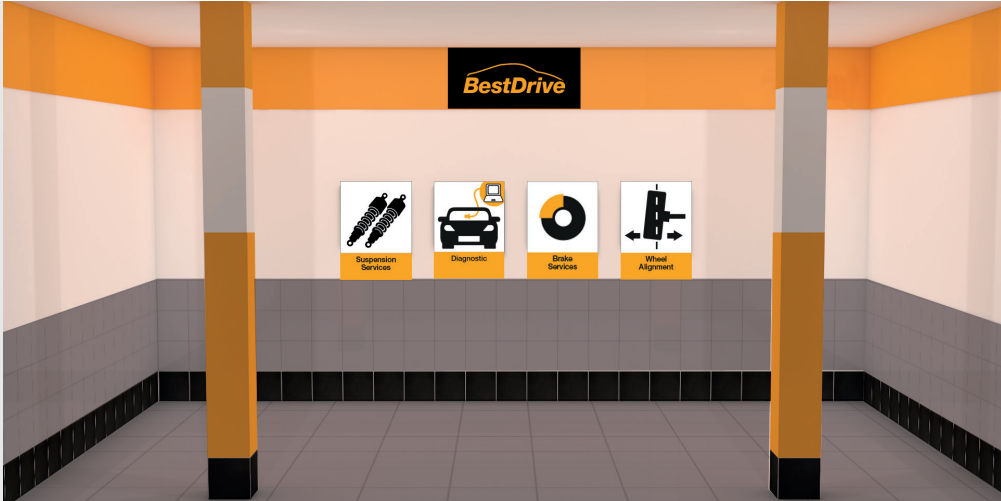 BestDrive
Suspension
Services
Diagnostic
Brake
Services
Wheel
Alignment